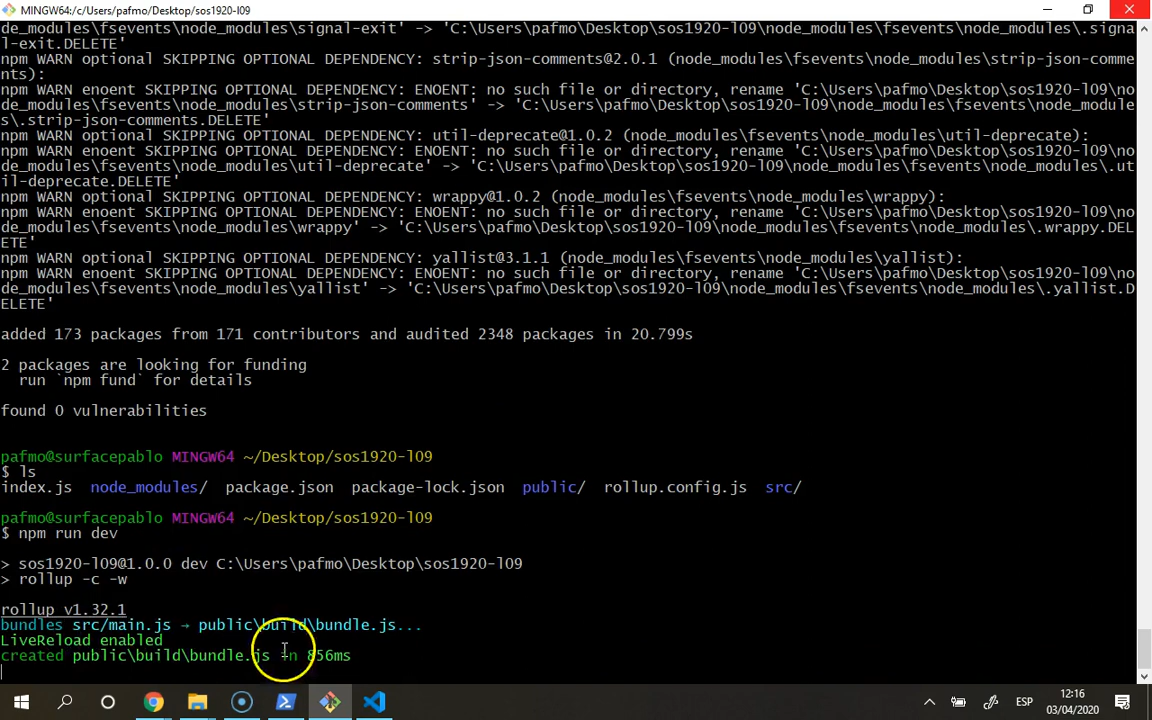 MINGW64:/c/Users/pafmo/Desktop/sos1920-l09
de_modules\fsevents\node_modules\signal-exit' -> 'C:\Users\pafmo\Desktop\sos1920-l09\node_modules\fsevents\node_modules\.signa
l-exit.DELETE'
npm WARN optional SKIPPING OPTIONAL DEPENDENCY: strip-json-comments@2.0.1 (node_modules\fsevents\node_modules\strip-json-comme
nts):
npm WARN enoent SKIPPING OPTIONAL DEPENDENCY: ENOENT: no such file or directory, rename 'C:\Users\pafmo\Desktop\sos1920-l09\no
de_modules\fsevents\node_modules\strip-json-comments' -> 'C:\Users\pafmo\Desktop\sos1920-l09\node_modules\fsevents\node_module
s\.strip-json-comments.DELETE'
npm WARN optional SKIPPING OPTIONAL DEPENDENCY: util-deprecate@1.0.2 (node_modules\fsevents\node_modules\util-deprecate):
npm WARN enoent SKIPPING OPTIONAL DEPENDENCY: ENOENT: no such file or directory, rename 'C:\Users\pafmo\Desktop\sos1920-l09\no
de_modules\fsevents\node_modules\util-deprecate' -> 'C:\Users\pafmo\Desktop\sos1920-l09\node_modules\fsevents\node_modules\.ut
il-deprecate.DELETE'
npm WARN optional SKIPPING OPTIONAL DEPENDENCY: wrappy@1.0.2 (node_modules\fsevents\node_modules\wrappy):
npm WARN enoent SKIPPING OPTIONAL DEPENDENCY: ENOENT: no such file or directory, rename 'C:\Users\pafmo\Desktop\sos1920-l09\no
de_modules\fsevents\node_modules\wrappy' -> 'C:\Users\pafmo\Desktop\sos1920-l09\node_modules\fsevents\node_modules\.wrappy.DEL
ETE'
npm WARN optional SKIPPING OPTIONAL DEPENDENCY: yallist@3.1.1 (node_modules\fsevents\node_modules\yallist):
npm WARN enoent SKIPPING OPTIONAL DEPENDENCY: ENOENT: no such file or directory, rename 'C:\Users\pafmo\Desktop\sos1920-l09\no
de_modules\fsevents\node_modules\yallist' -> 'C:\Users\pafmo\Desktop\sos1920-l09\node_modules\fsevents\node_modules\.yallist.D
ELETE'
added 173 packages from 171 contributors and audited 2348 packages in 20.799s
2 packages are looking for funding
run `npm fund` for details
found 0 vulnerabilities
pafmo@surfacepablo MINGW64 ~/Desktop/sos1920-l09
$ ls
index.js node_modules/ package.json package-lock.json public/ rollup.config.js src/
pafmo@surfacepablo MINGW64 ~/Desktop/sos1920-l09
$ npm run dev
> sos1920-l09@1.0.0 dev C:\Users\pafmo\Desktop\sos1920-l09
> rollup -c -w
rollup v1.32.1
bundles src/main.js → public\build\bundle.js...
LiveReload enabled
created public\build\bundle.js in 856ms
ESP
12:16
03/04/2020